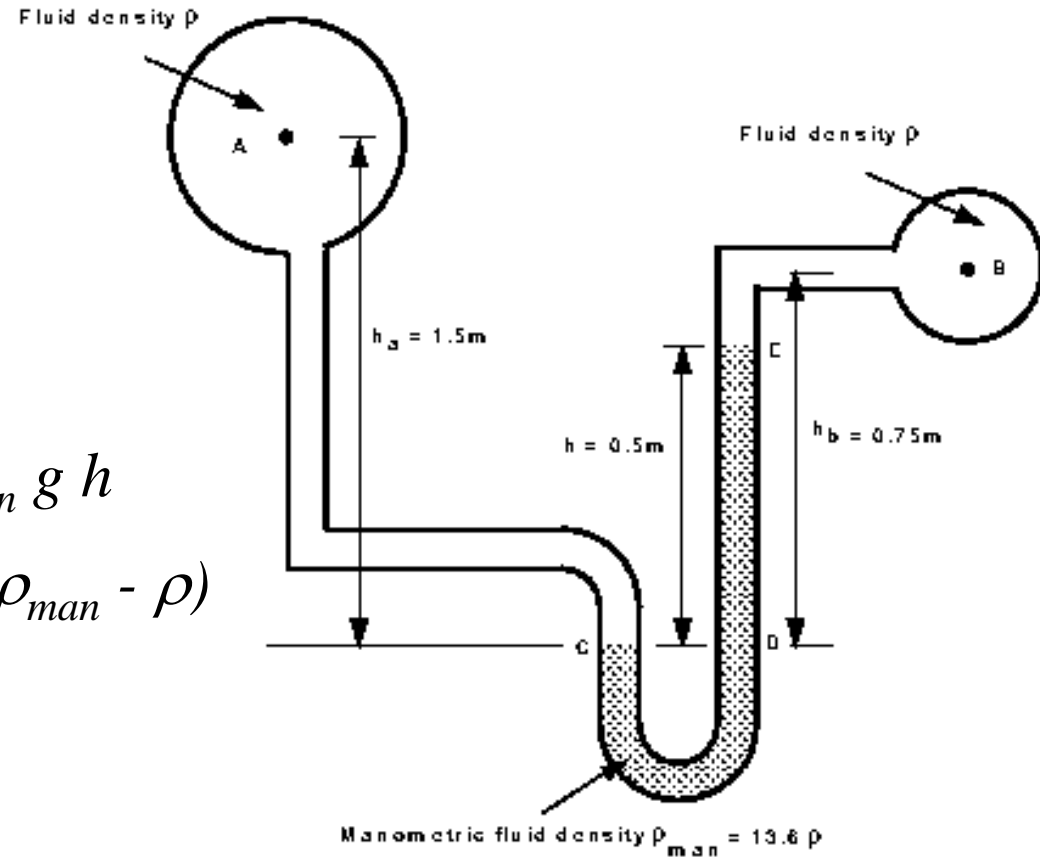 Fluid density ρ
A
Fluid density ρ
B
h_a = 1.5m
E
h = 0.5m
h_b = 0.75m
n g h
ρ_man - ρ)
C
D
Manometric fluid density ρ_man = 13.6 ρ